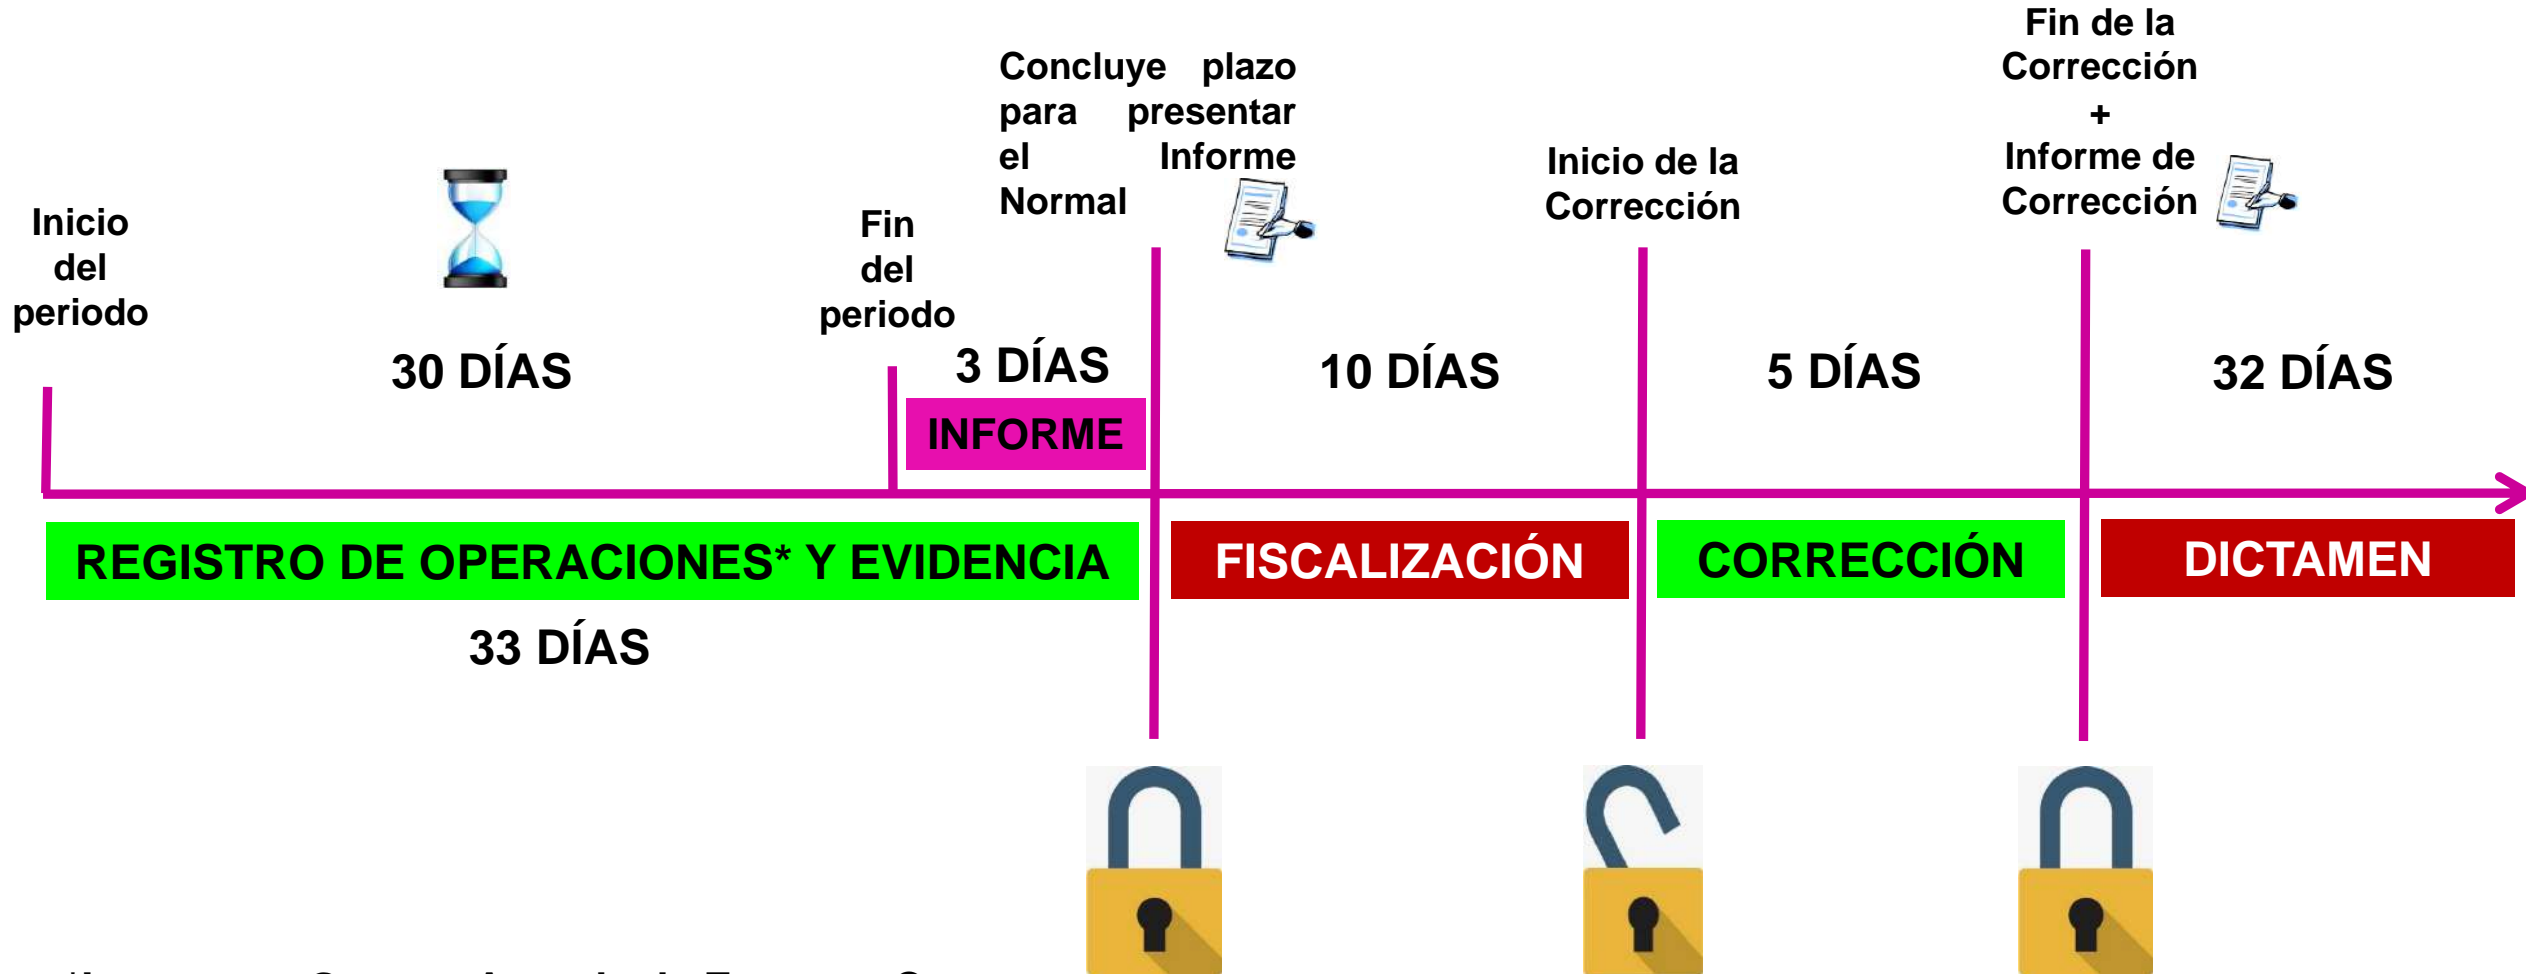 Inicio
del
periodo
30 DÍAS
Fin
del
periodo
3 DÍAS
INFORME
Concluye plazo
para presentar
el Informe
Normal
10 DÍAS
Inicio de la
Corrección
5 DÍAS
Fin de la
Corrección
+
Informe de
Corrección
32 DÍAS
REGISTRO DE OPERACIONES* Y EVIDENCIA
FISCALIZACIÓN
CORRECCIÓN
DICTAMEN
33 DÍAS